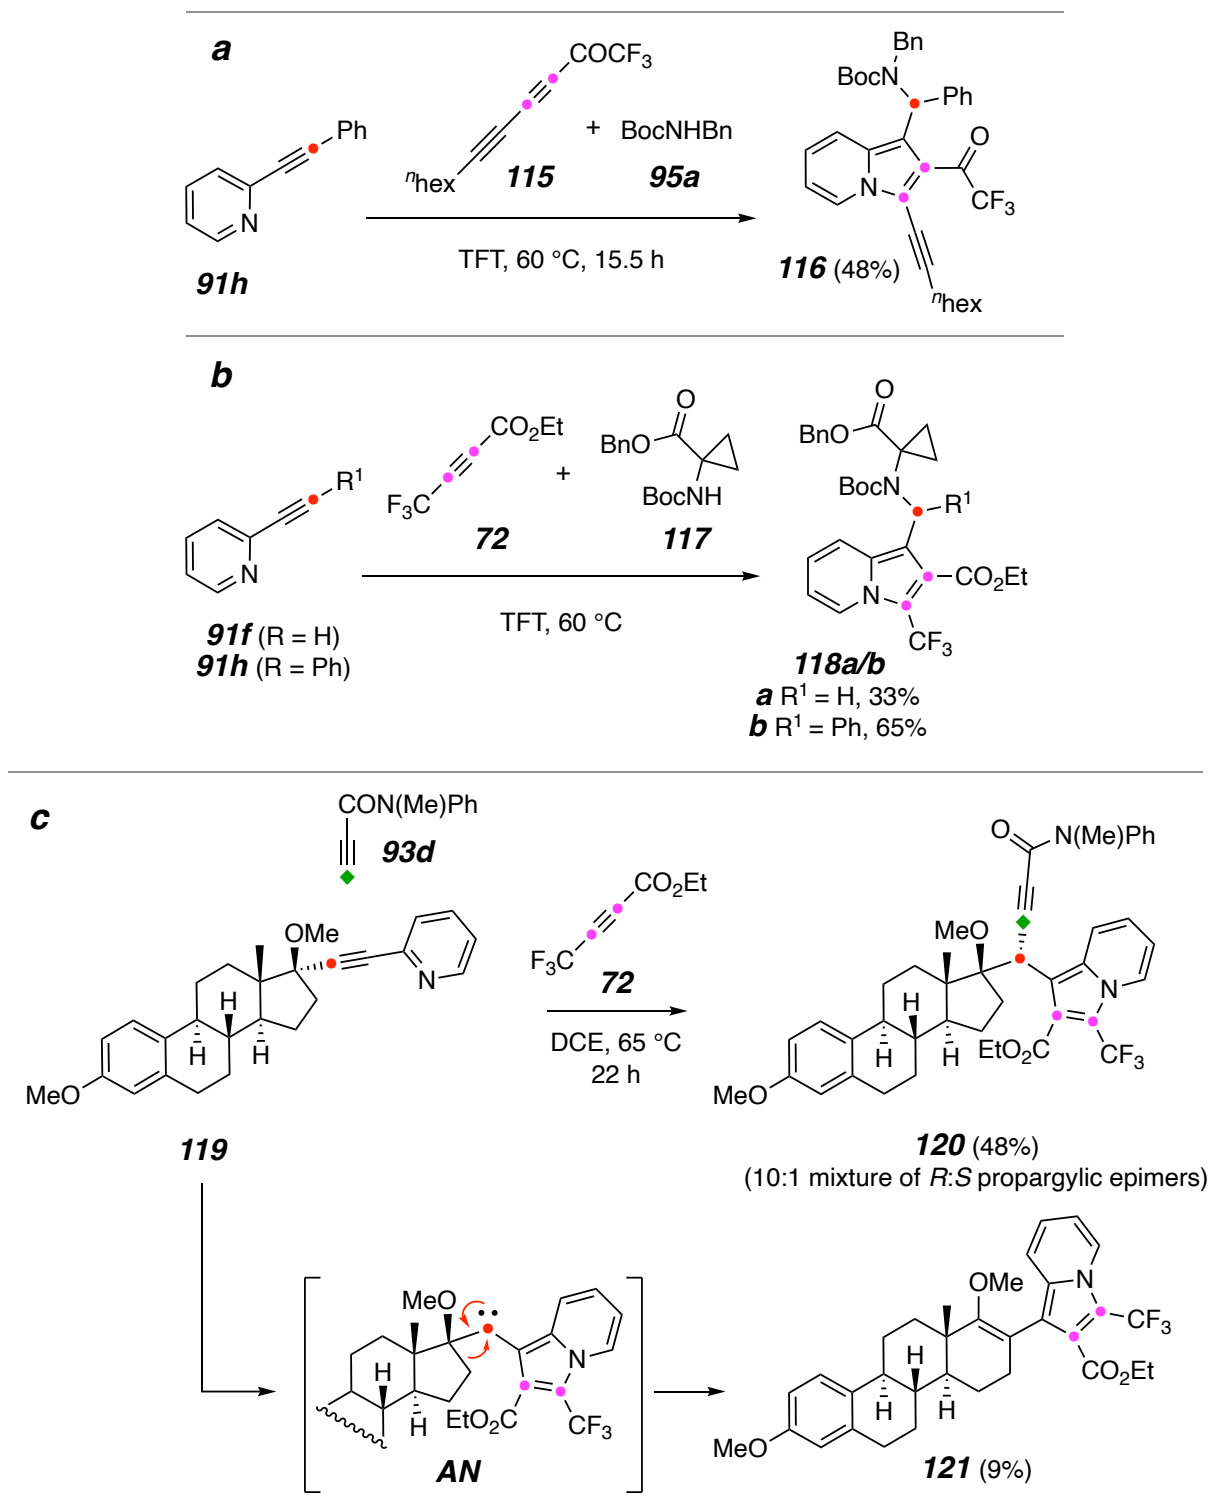 a
COCF₃
Ph
N
91h
ⁿhex
115
+
BocNHBn
95a
TFT, 60 °C, 15.5 h
Bn
BocN
Ph
O
N
CF₃
116 (48%)
ⁿhex
b
R¹
N
91f (R = H)
91h (R = Ph)
CO₂Et
F₃C
72
+
O
BnO
BocNH
117
TFT, 60 °C
O
BnO
BocN
R¹
N
CO₂Et
CF₃
118a/b
a R¹ = H, 33%
b R¹ = Ph, 65%
c
CON(Me)Ph
93d
OMe
N
H
H
H
MeO
119
CO₂Et
F₃C
72
DCE, 65 °C
22 h
O
N(Me)Ph
MeO
N
H
H
H
EtO₂C
CF₃
MeO
120 (48%)
(10:1 mixture of R:S propargylic epimers)
MeO
N
H
H
EtO₂C
CF₃
AN
N
OMe
CF₃
CO₂Et
H
H
H
MeO
121 (9%)